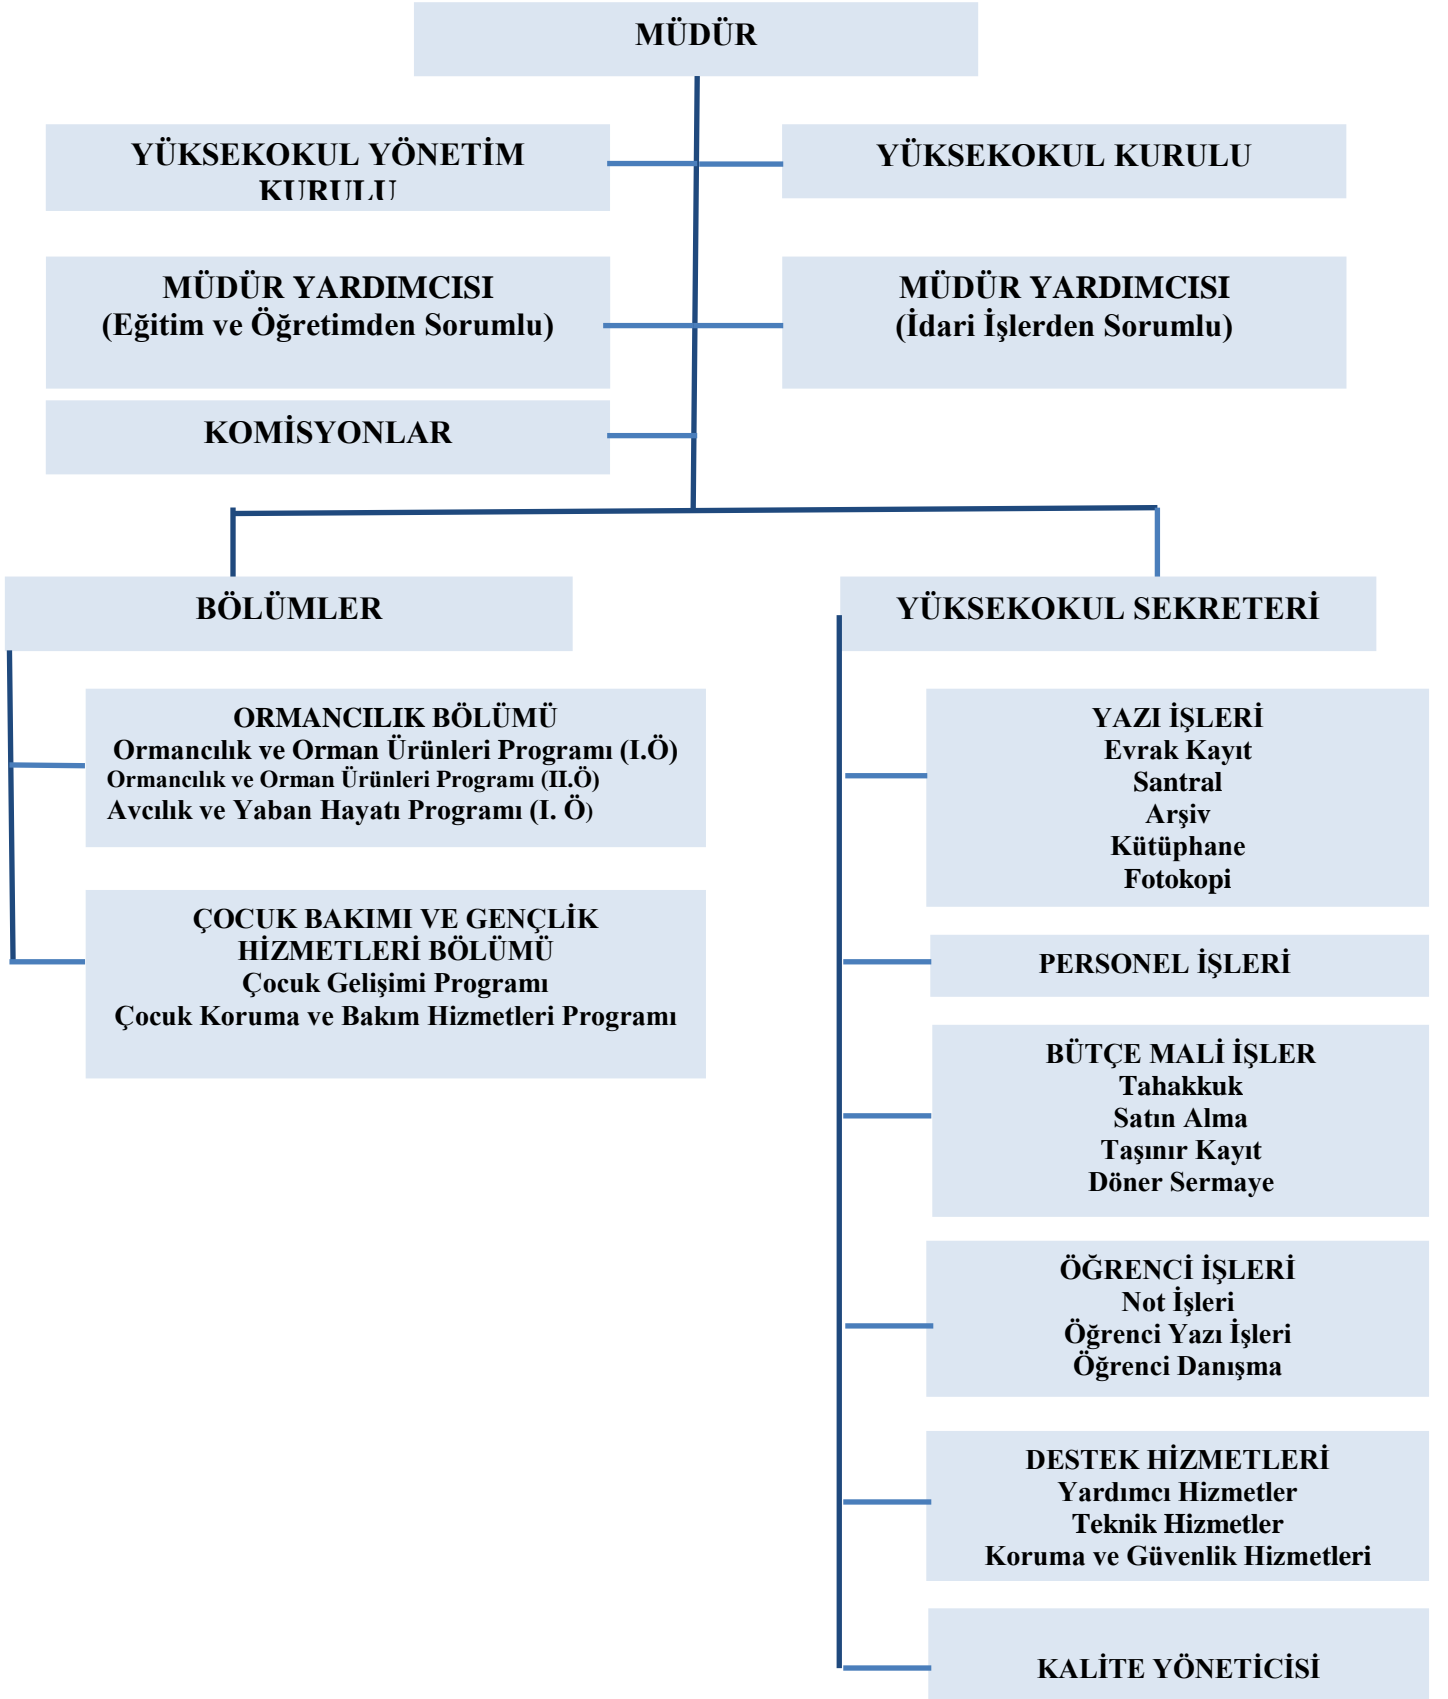 MÜDÜR
YÜKSEKOKUL YÖNETİM
KURULU
YÜKSEKOKUL KURULU
MÜDÜR YARDIMCISI
(Eğitim ve Öğretimden Sorumlu)
MÜDÜR YARDIMCISI
(İdari İşlerden Sorumlu)
KOMİSYONLAR
BÖLÜMLER
ORMANCILIK BÖLÜMÜ
Ormancılık ve Orman Ürünleri Programı (I.Ö)
Ormancılık ve Orman Ürünleri Programı (II.Ö)
Avcılık ve Yaban Hayatı Programı (I. Ö)
ÇOCUK BAKIMI VE GENÇLİK
HİZMETLERİ BÖLÜMÜ
Çocuk Gelişimi Programı
Çocuk Koruma ve Bakım Hizmetleri Programı
YÜKSEKOKUL SEKRETERİ
YAZI İŞLERİ
Evrak Kayıt
Santral
Arşiv
Kütüphane
Fotokopi
PERSONEL İŞLERİ
BÜTÇE MALİ İŞLER
Tahakkuk
Satın Alma
Taşınır Kayıt
Döner Sermaye
ÖĞRENCİ İŞLERİ
Not İşleri
Öğrenci Yazı İşleri
Öğrenci Danışma
DESTEK HİZMETLERİ
Yardımcı Hizmetler
Teknik Hizmetler
Koruma ve Güvenlik Hizmetleri
KALİTE YÖNETİCİSİ